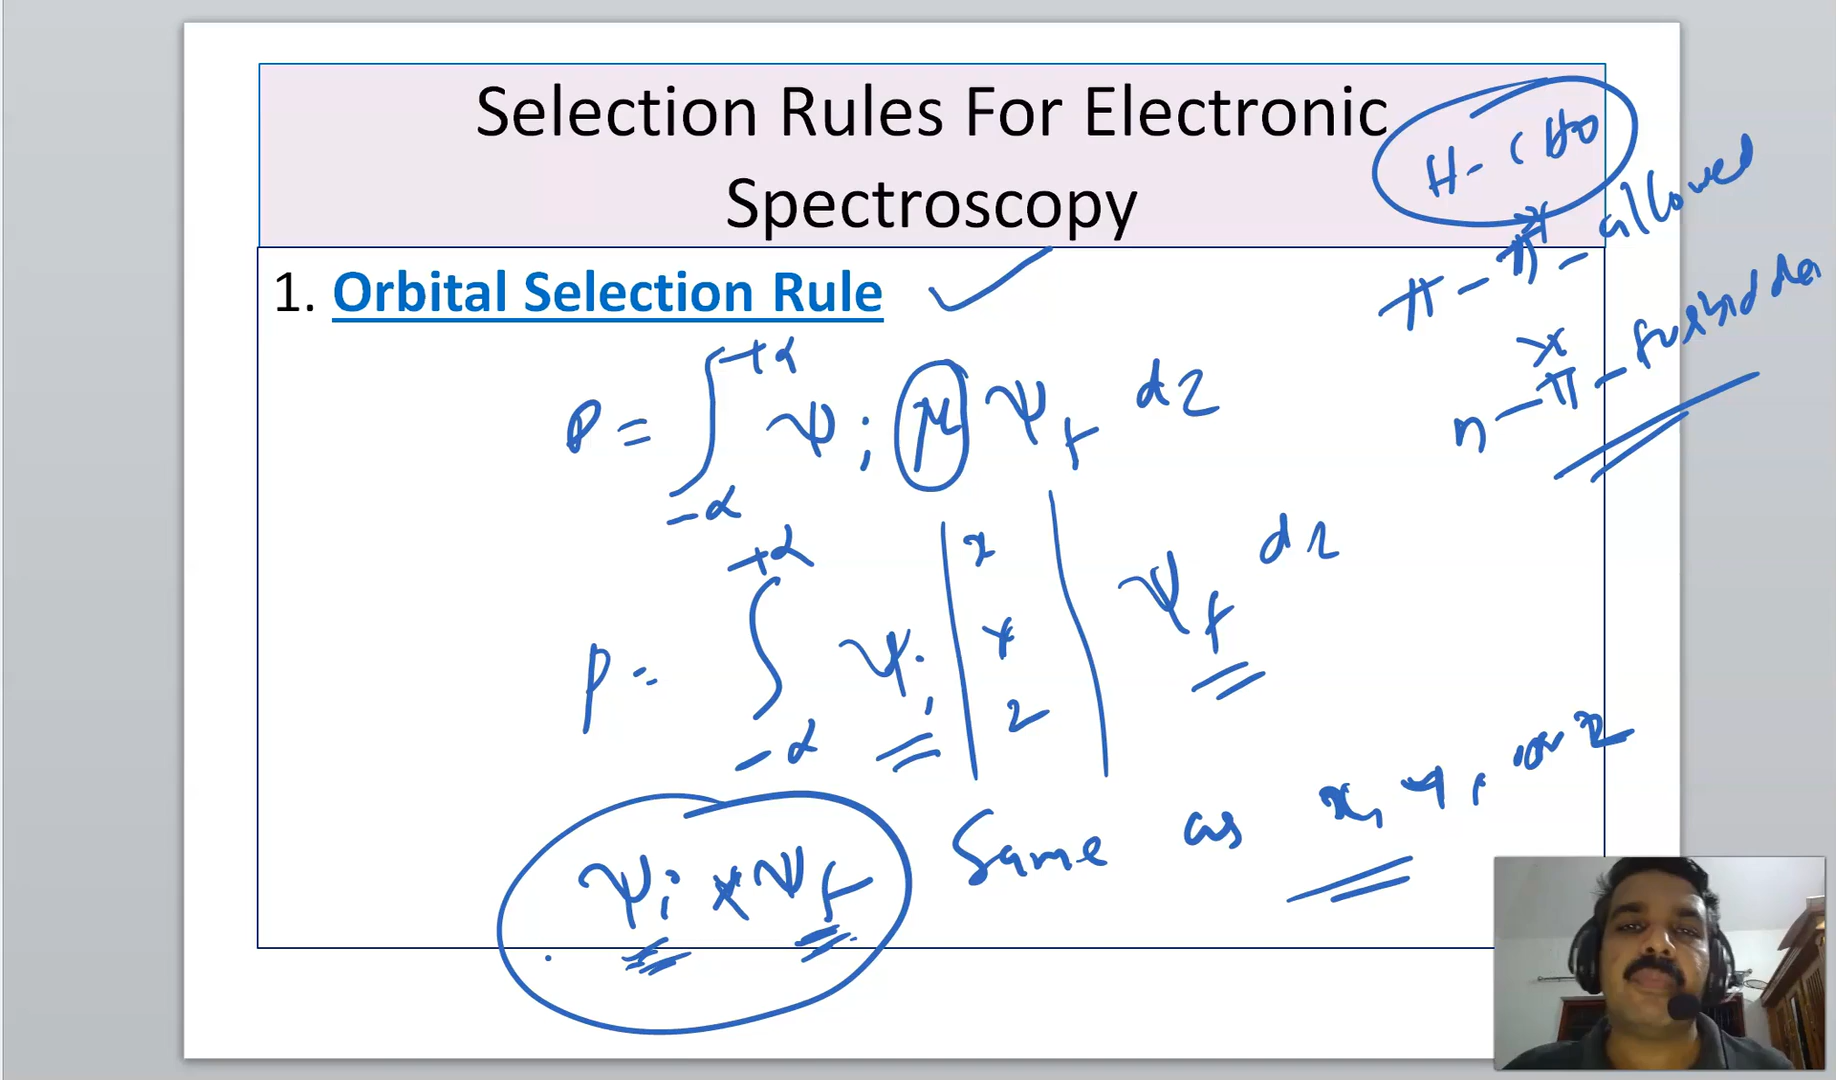 Selection Rules For Electronic
Spectroscopy
H-CHO
π - π* - allowed
n - π* - forbidden
1. Orbital Selection Rule ✓
P = ∫ +α -α ψi μ ψf dτ
P = ∫ +α -α ψi | x y z | ψf dτ
ψi x ψf Same as x, y, or z